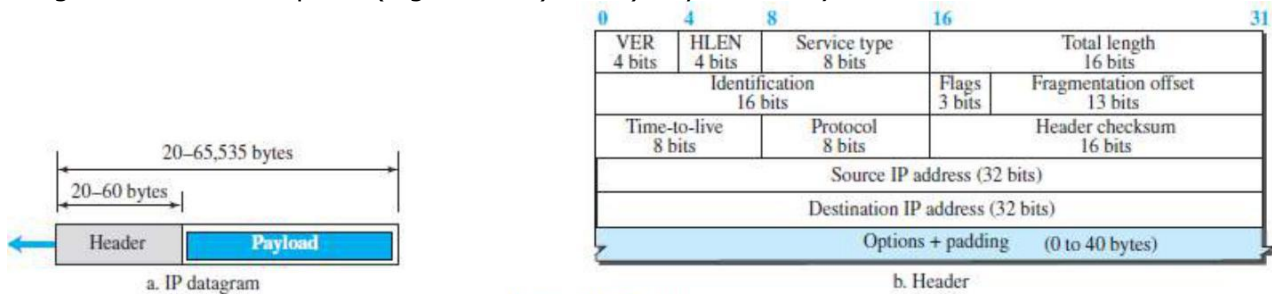 20–65,535 bytes
20–60 bytes
Header Payload
a. IP datagram
0 4 8 16 31
VER HLEN Service type Total length
4 bits 4 bits 8 bits 16 bits
Identification Flags Fragmentation offset
16 bits 3 bits 13 bits
Time-to-live Protocol Header checksum
8 bits 8 bits 16 bits
Source IP address (32 bits)
Destination IP address (32 bits)
Options + padding (0 to 40 bytes)
b. Header